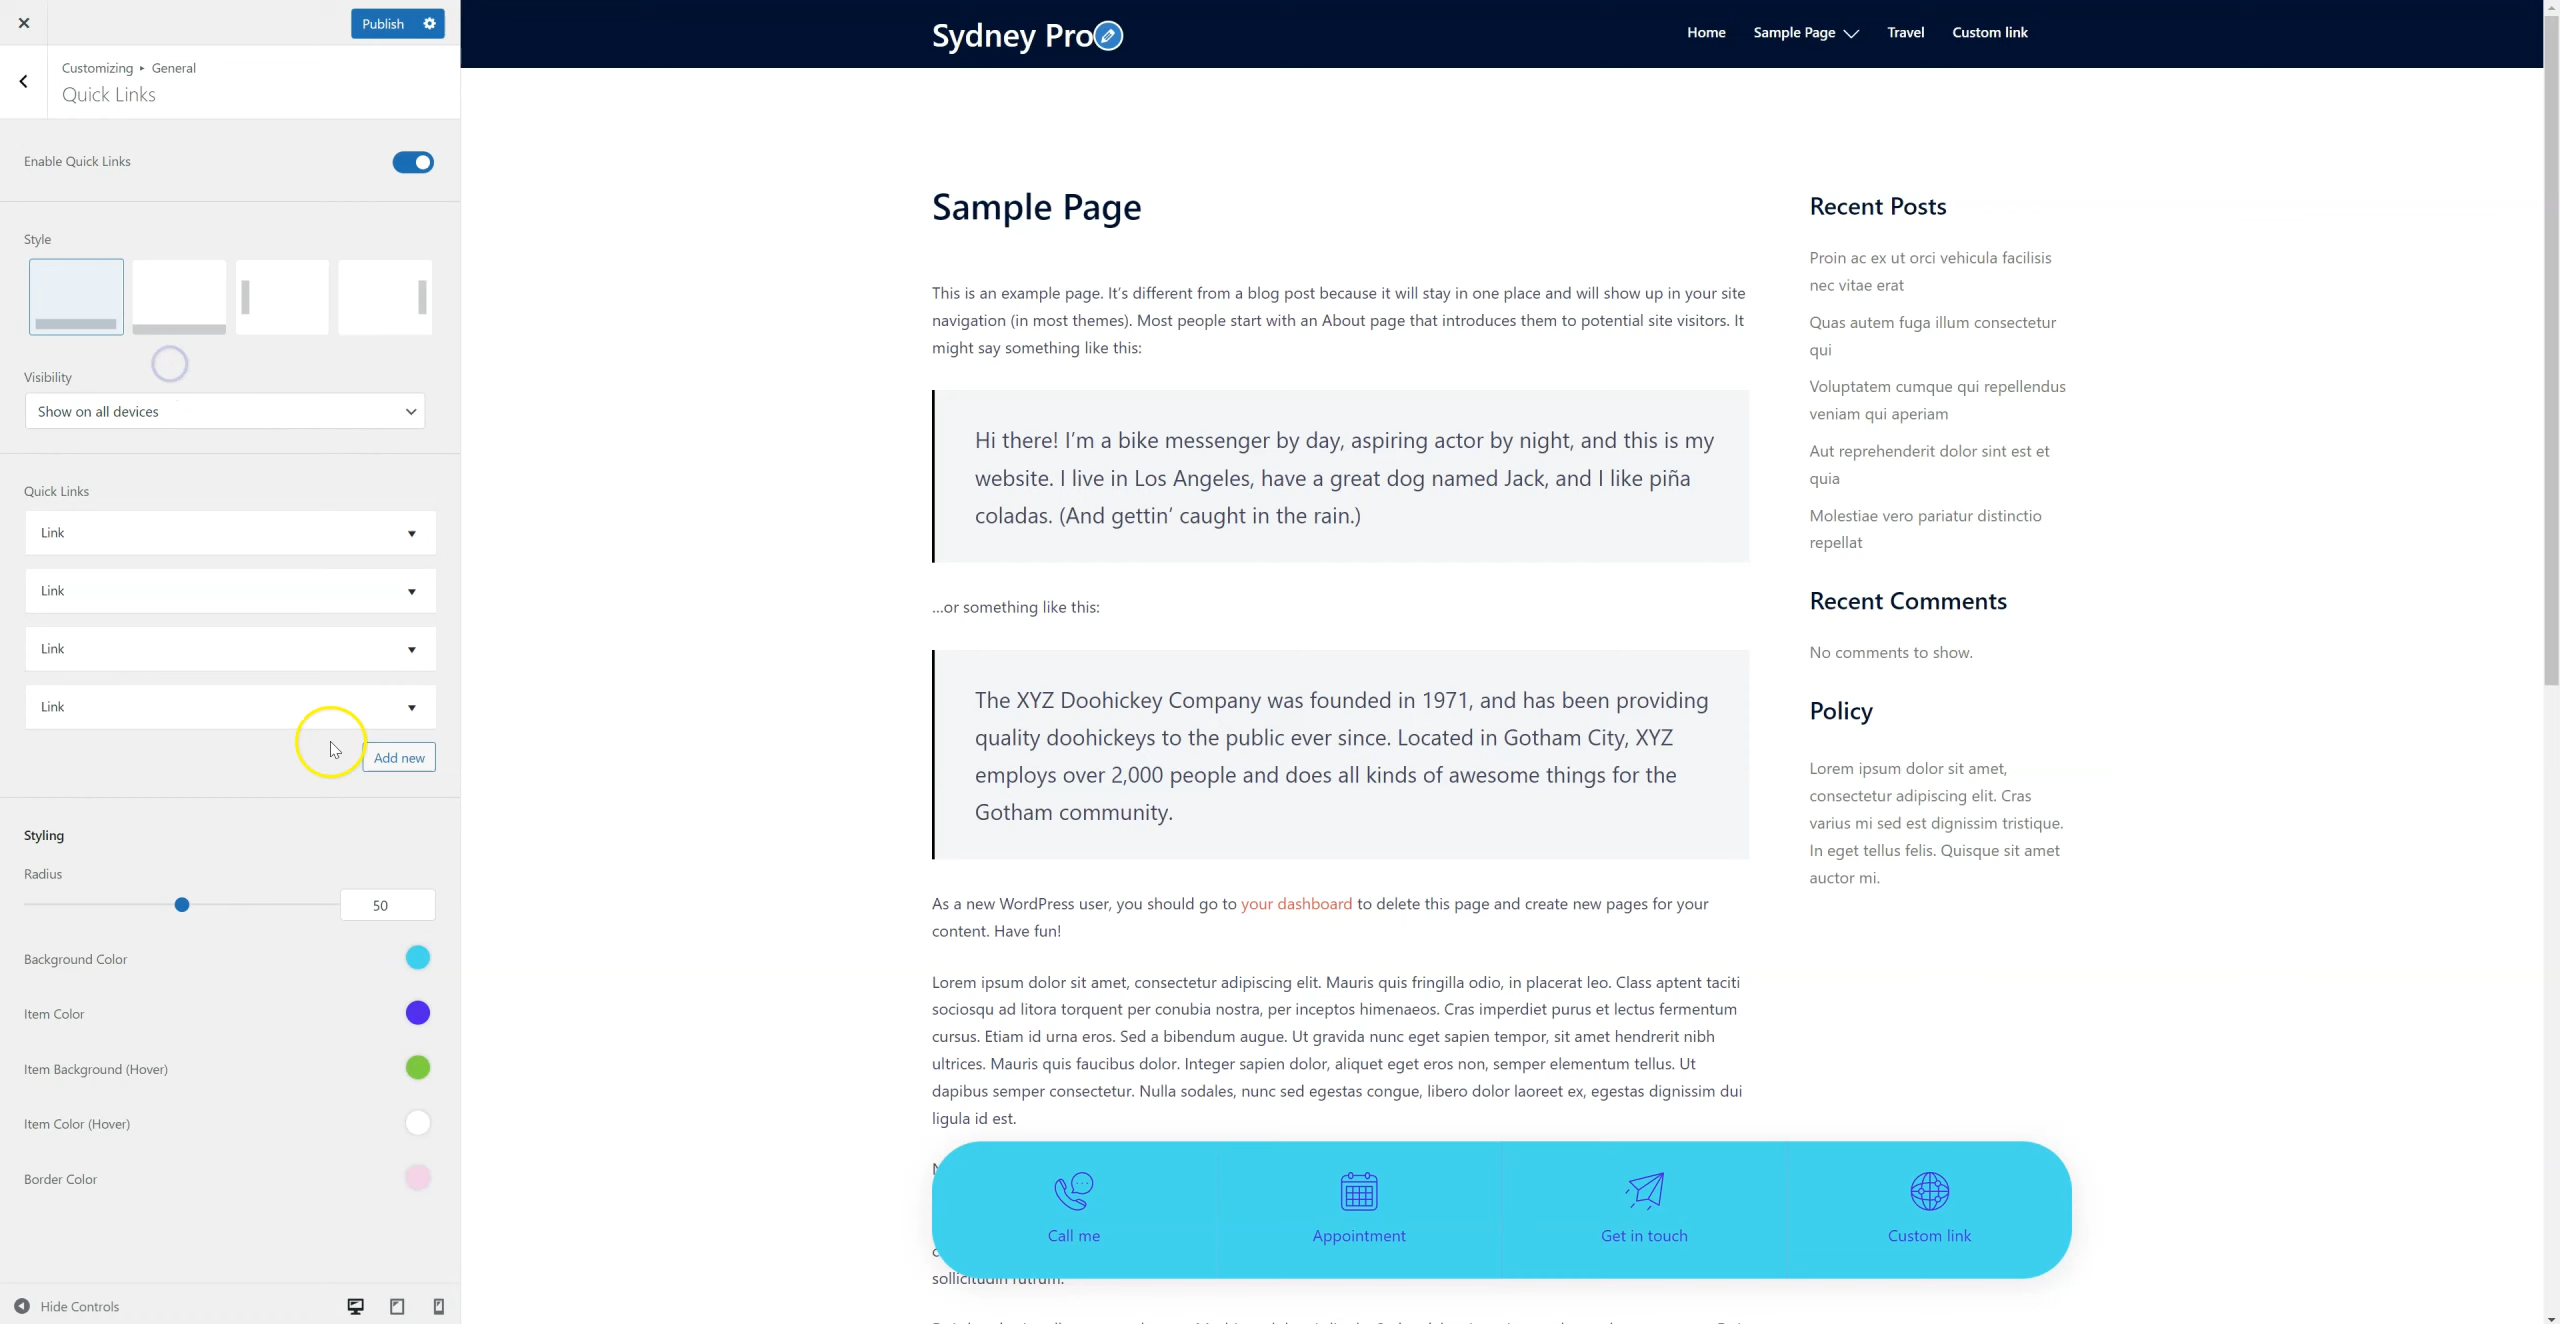 Publish
Customizing ▸ General
Quick Links
Enable Quick Links
Style
Visibility
Show on all devices
Quick Links
Link
Link
Link
Link
Add new
Styling
Radius
50
Background Color
Item Color
Item Background (Hover)
Item Color (Hover)
Border Color
Hide Controls
Sydney Pro
Home
Sample Page
Travel
Custom link
Sample Page
This is an example page. It’s different from a blog post because it will stay in one place and will show up in your site
navigation (in most themes). Most people start with an About page that introduces them to potential site visitors. It
might say something like this:
Hi there! I’m a bike messenger by day, aspiring actor by night, and this is my
website. I live in Los Angeles, have a great dog named Jack, and I like piña
coladas. (And gettin’ caught in the rain.)
…or something like this:
The XYZ Doohickey Company was founded in 1971, and has been providing
quality doohickeys to the public ever since. Located in Gotham City, XYZ
employs over 2,000 people and does all kinds of awesome things for the
Gotham community.
As a new WordPress user, you should go to your dashboard to delete this page and create new pages for your
content. Have fun!
Lorem ipsum dolor sit amet, consectetur adipiscing elit. Mauris quis fringilla odio, in placerat leo. Class aptent taciti
sociosqu ad litora torquent per conubia nostra, per inceptos himenaeos. Cras imperdiet purus et lectus fermentum
cursus. Etiam id urna eros. Sed a bibendum augue. Ut gravida nunc eget sapien tempor, sit amet hendrerit nibh
ultrices. Mauris quis faucibus dolor. Integer sapien dolor, aliquet eget eros non, semper elementum tellus. Ut
dapibus semper consectetur. Nulla sodales, nunc sed egestas congue, libero dolor laoreet ex, egestas dignissim dui
ligula id est.
Call me
Appointment
Get in touch
Custom link
Recent Posts
Proin ac ex ut orci vehicula facilisis
nec vitae erat
Quas autem fuga illum consectetur
qui
Voluptatem cumque qui repellendus
veniam qui aperiam
Aut reprehenderit dolor sint est et
quia
Molestiae vero pariatur distinctio
repellat
Recent Comments
No comments to show.
Policy
Lorem ipsum dolor sit amet,
consectetur adipiscing elit. Cras
varius mi sed est dignissim tristique.
In eget tellus felis. Quisque sit amet
auctor mi.